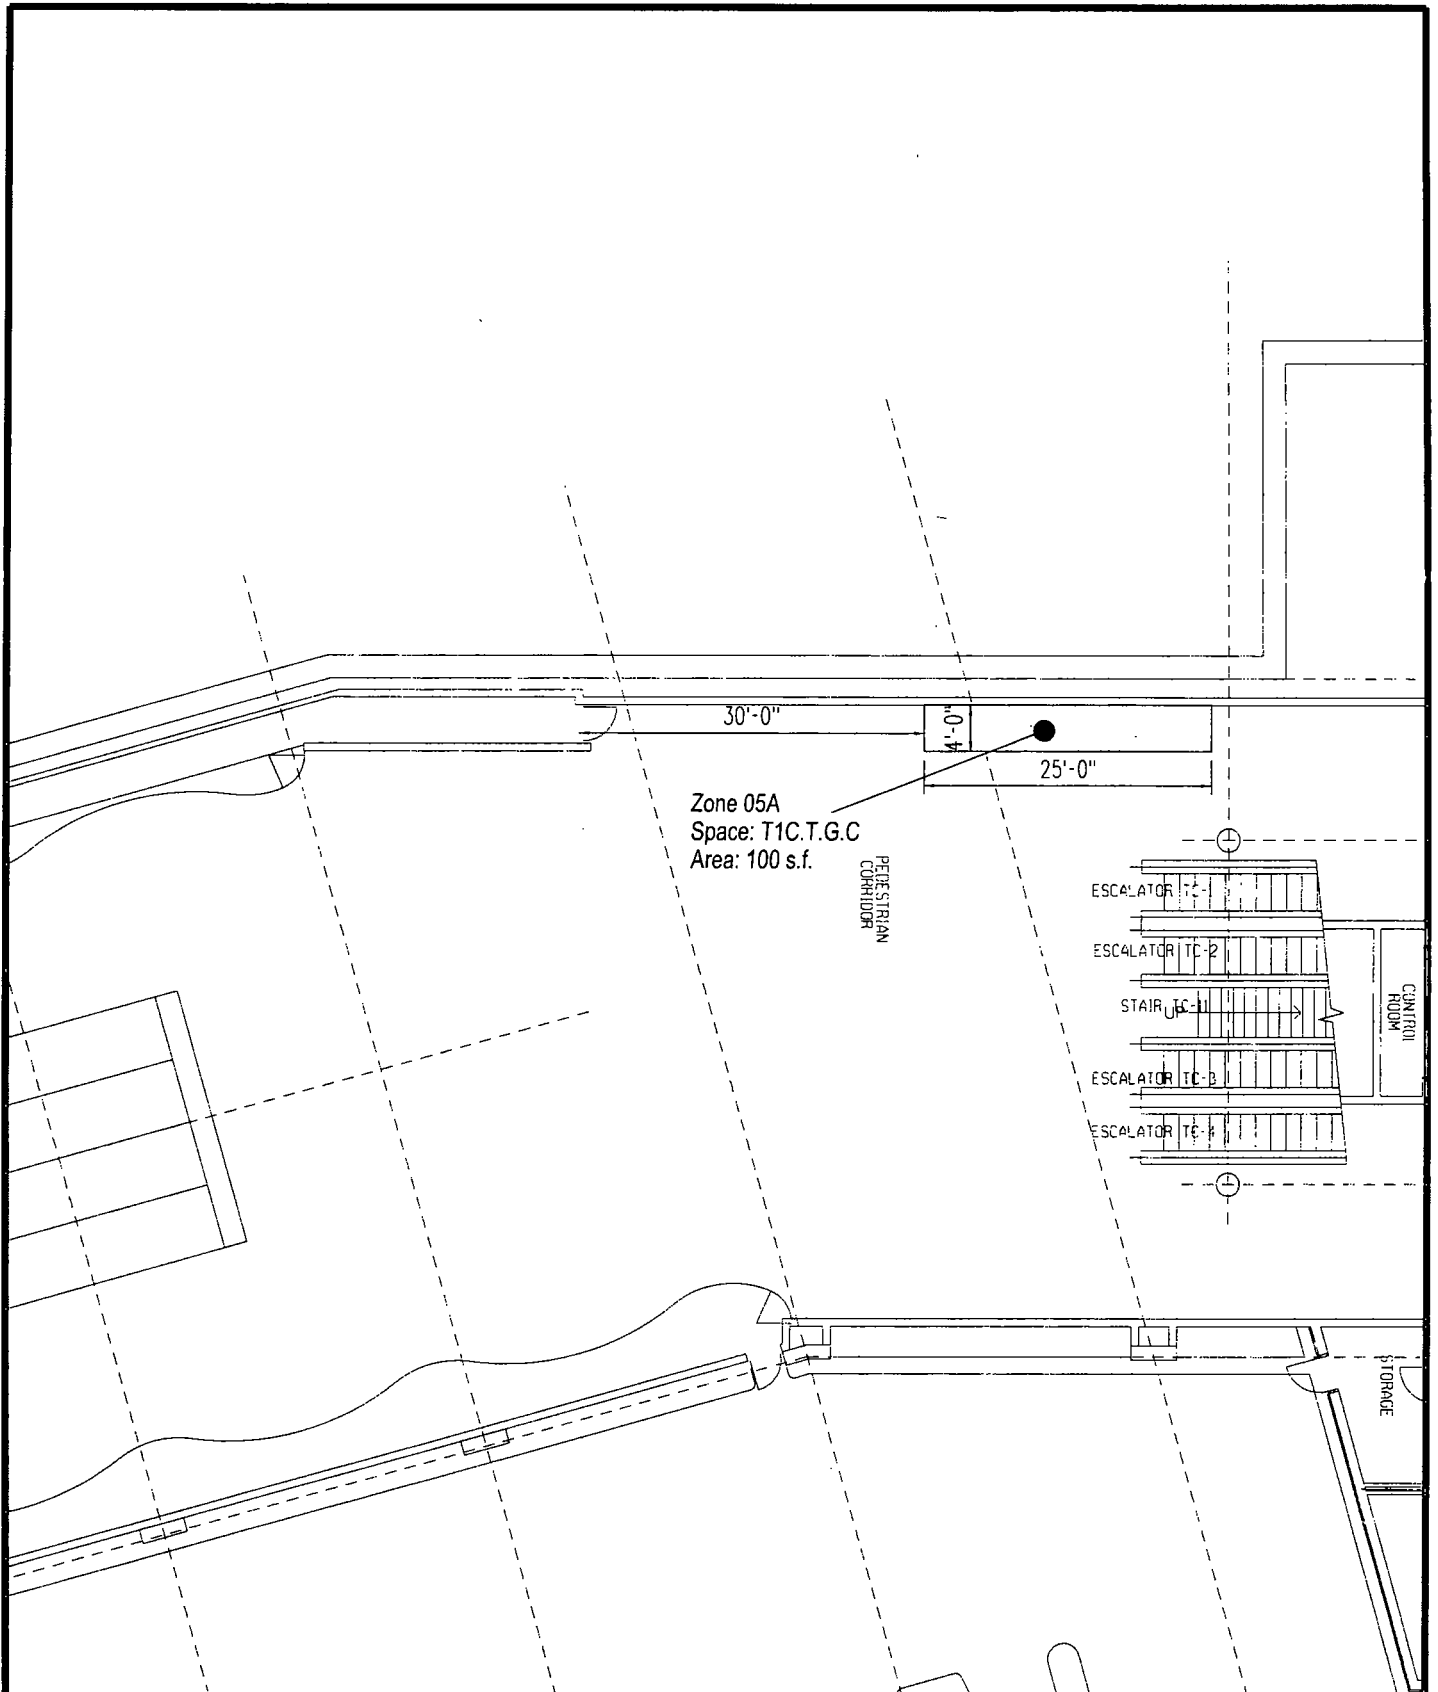 30'-0"
4'-0"
25'-0"
Zone 05A
Space: T1C.T.G.C
Area: 100 s.f.
PEDESTRIAN
CORRIDOR
ESCALATOR TC-1
ESCALATOR TC-2
STAIR TC-11
UP
ESCALATOR TC-3
ESCALATOR TC-4
CONTROL
ROOM
STORAGE